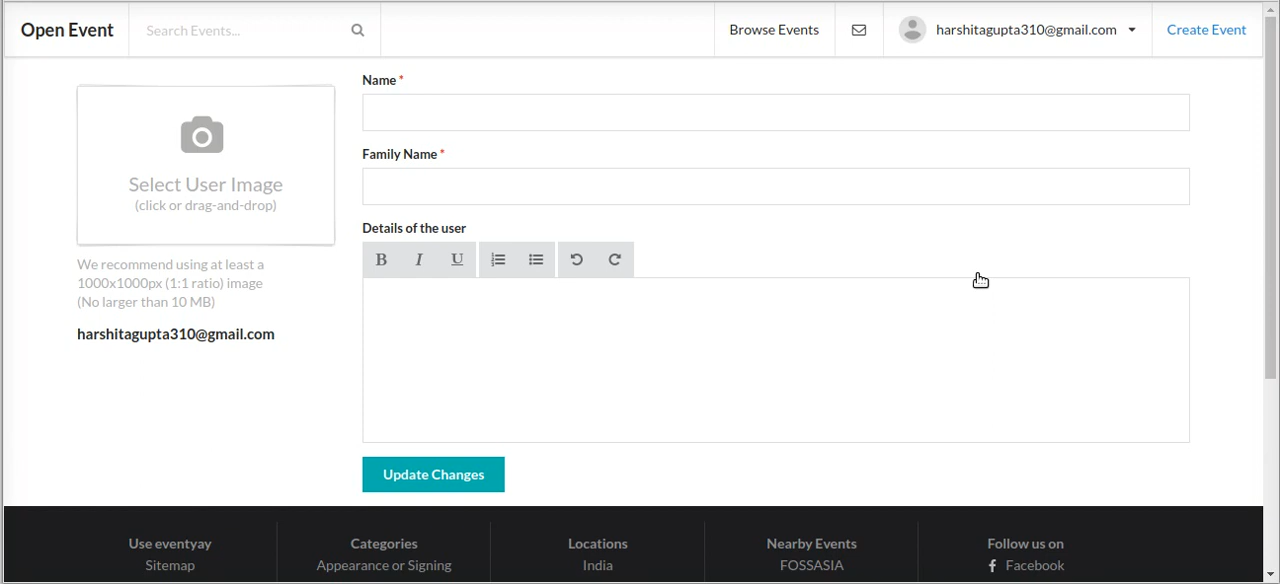 Open Event
Search Events...
Browse Events
harshitagupta310@gmail.com
Create Event
Select User Image
(click or drag-and-drop)
We recommend using at least a
1000x1000px (1:1 ratio) image
(No larger than 10 MB)
harshitagupta310@gmail.com
Name *
Family Name *
Details of the user
B I U
Update Changes
Use eventyay
Sitemap
Categories
Appearance or Signing
Locations
India
Nearby Events
FOSSASIA
Follow us on
Facebook